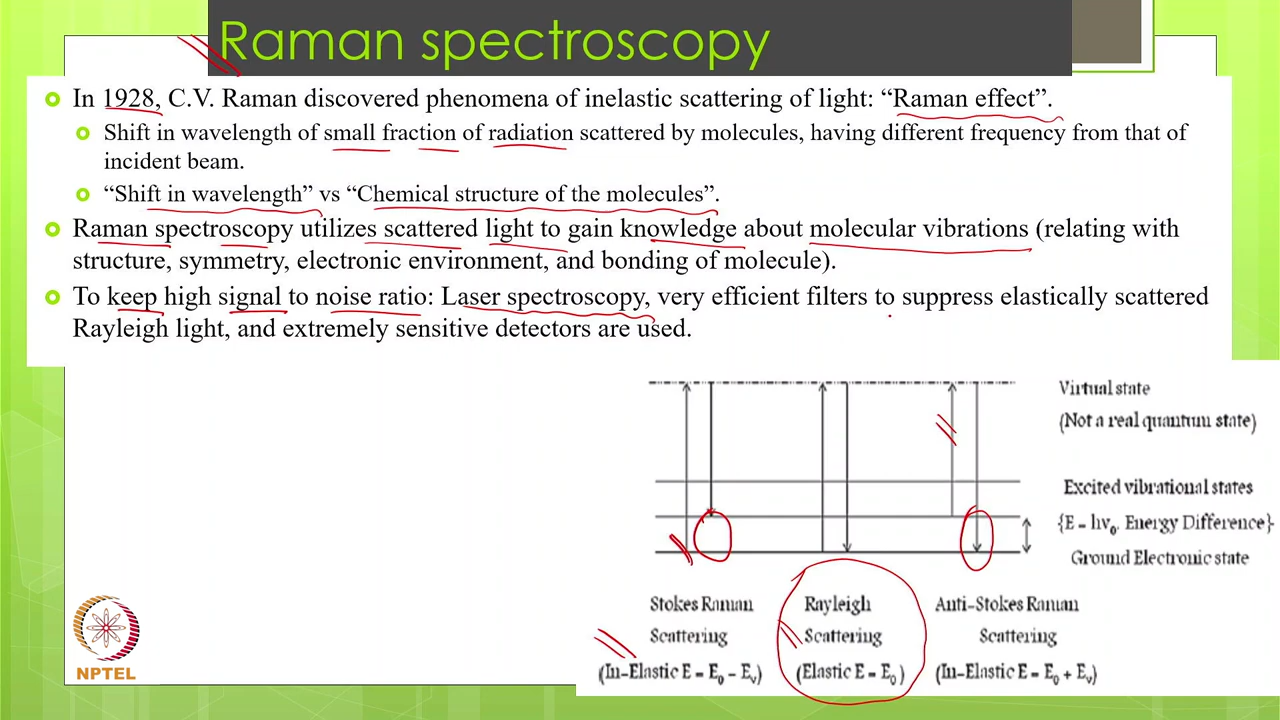 Raman spectroscopy
In 1928, C.V. Raman discovered phenomena of inelastic scattering of light: “Raman effect”.
Shift in wavelength of small fraction of radiation scattered by molecules, having different frequency from that of
incident beam.
“Shift in wavelength” vs “Chemical structure of the molecules”.
Raman spectroscopy utilizes scattered light to gain knowledge about molecular vibrations (relating with
structure, symmetry, electronic environment, and bonding of molecule).
To keep high signal to noise ratio: Laser spectroscopy, very efficient filters to suppress elastically scattered
Rayleigh light, and extremely sensitive detectors are used.
Virtual state
(Not a real quantum state)
Excited vibrational states
{E = hν₀. Energy Difference}
Ground Electronic state
Stokes Raman
Scattering
(In-Elastic E = E₀ - Eᵥ)
Rayleigh
Scattering
(Elastic E = E₀)
Anti-Stokes Raman
Scattering
(In-Elastic E = E₀ + Eᵥ)
NPTEL